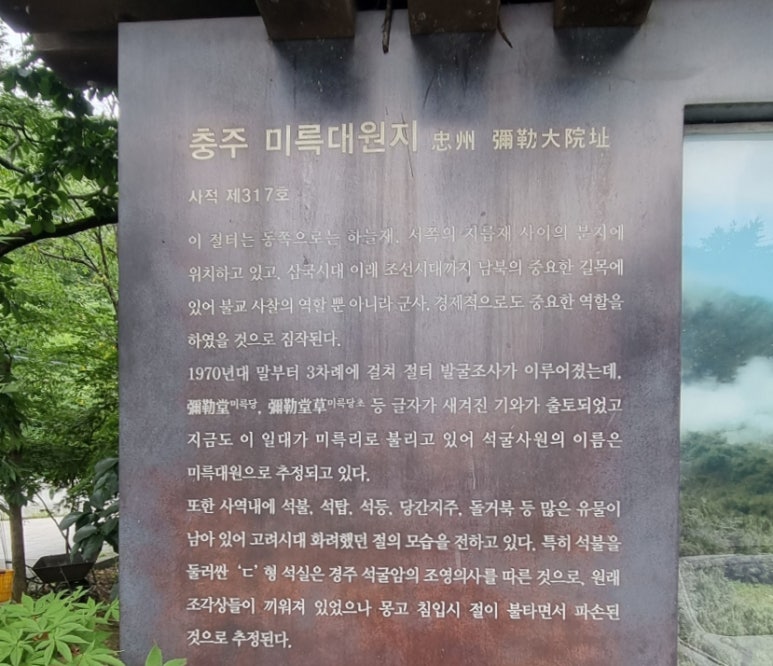 충주 미륵대원지 忠州 彌勒大院址
사적 제317호
이 절터는 동쪽으로는 하늘재, 서쪽의 지릅재 사이의 분지에
위치하고 있고, 삼국시대 이래 조선시대까지 남북의 중요한 길목에
있어 불교 사찰의 역할 뿐 아니라 군사, 경제적으로도 중요한 역할을
하였을 것으로 짐작된다.
1970년대 말부터 3차례에 걸쳐 절터 발굴조사가 이루어졌는데,
彌勒堂미륵당, 彌勒堂草미륵당초 등 글자가 새겨진 기와가 출토되었고
지금도 이 일대가 미륵리로 불리고 있어 석굴사원의 이름은
미륵대원으로 추정되고 있다.
또한 사역내에 석불, 석탑, 석등, 당간지주, 돌거북 등 많은 유물이
남아 있어 고려시대 화려했던 절의 모습을 전하고 있다. 특히 석불을
둘러싼 ‘ㄷ’형 석실은 경주 석굴암의 조영의사를 따른 것으로, 원래
조각상들이 끼워져 있었으나 몽고 침입시 절이 불타면서 파손된
것으로 추정된다.